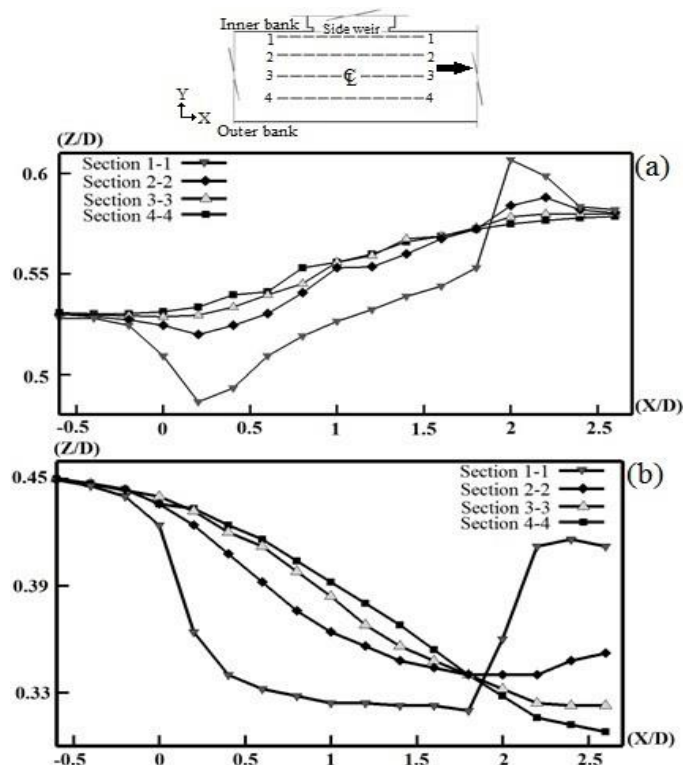 Inner bank
Side weir
1 1
2 2
3 ℄ 3
4 4
Y
X
Outer bank
(Z/D)
(a)
Section 1-1
Section 2-2
Section 3-3
Section 4-4
0.6
0.55
0.5
-0.5 0 0.5 1 1.5 2 2.5
(X/D)
(Z/D)
(b)
Section 1-1
Section 2-2
Section 3-3
Section 4-4
0.45
0.39
0.33
-0.5 0 0.5 1 1.5 2 2.5
(X/D)